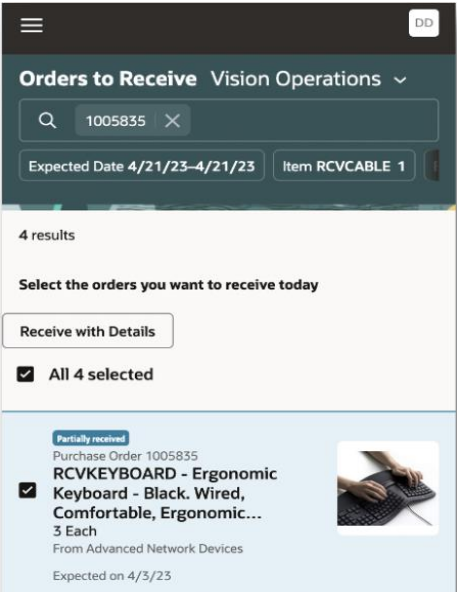 DD
Orders to Receive Vision Operations
1005835
Expected Date 4/21/23–4/21/23 Item RCVCABLE 1
4 results
Select the orders you want to receive today
Receive with Details
All 4 selected
Partially received
Purchase Order 1005835
RCVKEYBOARD - Ergonomic
Keyboard - Black. Wired,
Comfortable, Ergonomic...
3 Each
From Advanced Network Devices
Expected on 4/3/23